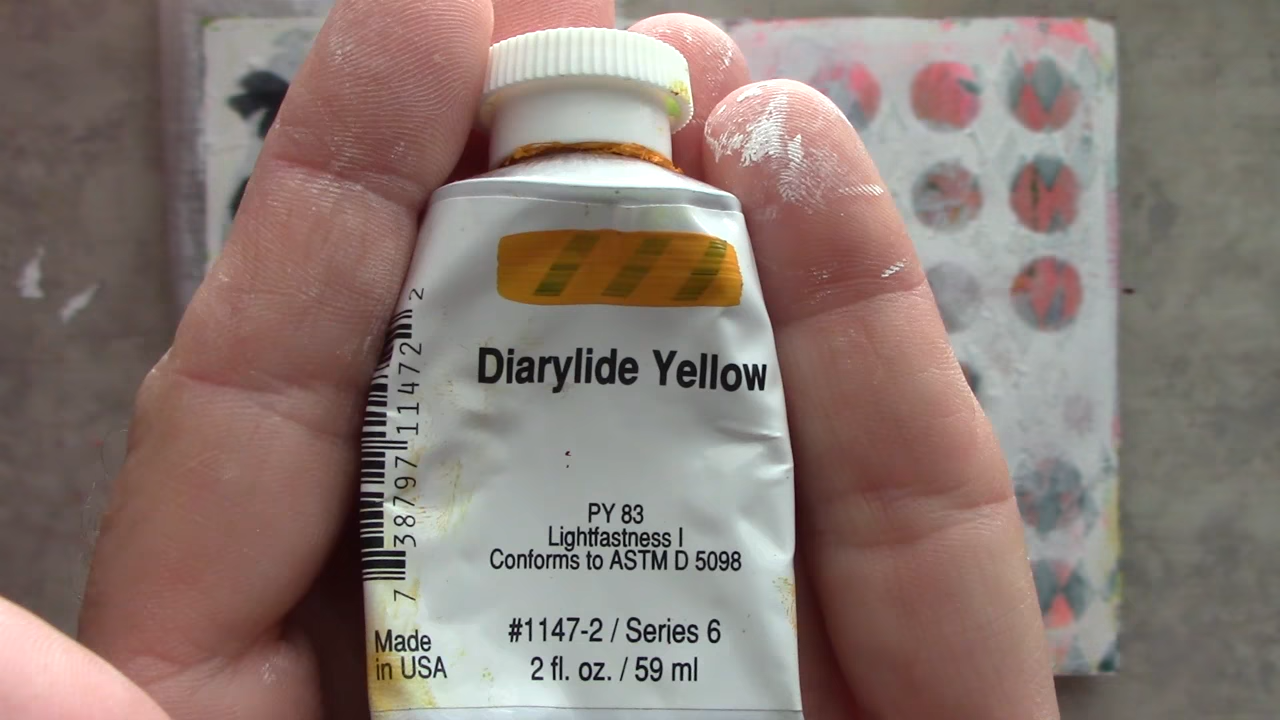 Diarylide Yellow
PY 83
Lightfastness I
Conforms to ASTM D 5098
#1147-2 / Series 6
2 fl. oz. / 59 ml
Made
in USA
7 38797 11472 2